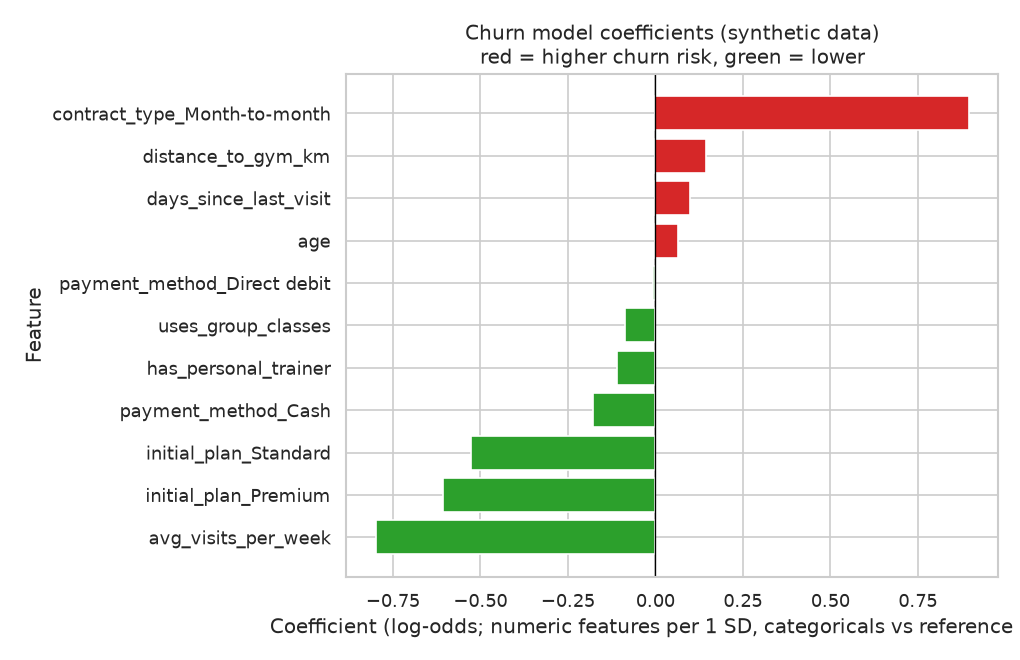 Churn model coefficients (synthetic data)
red = higher churn risk, green = lower
contract_type_Month-to-month
distance_to_gym_km
days_since_last_visit
age
payment_method_Direct debit
uses_group_classes
has_personal_trainer
payment_method_Cash
initial_plan_Standard
initial_plan_Premium
avg_visits_per_week
Feature
−0.75 −0.50 −0.25 0.00 0.25 0.50 0.75
Coefficient (log-odds; numeric features per 1 SD, categoricals vs reference